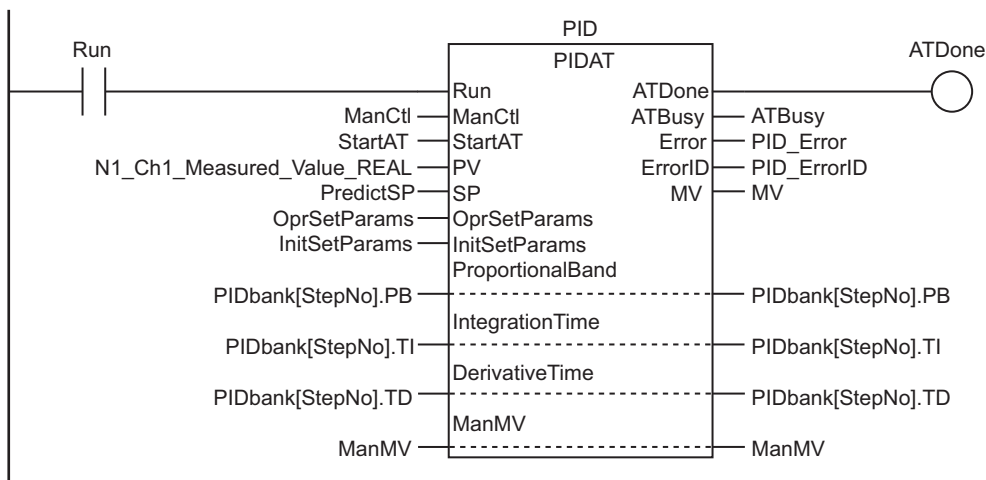 PID
Run
PIDAT
ATDone
Run ATDone
ManCtl ManCtl ATBusy ATBusy
StartAT StartAT Error PID_Error
N1_Ch1_Measured_Value_REAL PV ErrorID PID_ErrorID
PredictSP SP MV MV
OprSetParams OprSetParams
InitSetParams InitSetParams
ProportionalBand
PIDbank[StepNo].PB PIDbank[StepNo].PB
IntegrationTime
PIDbank[StepNo].TI PIDbank[StepNo].TI
DerivativeTime
PIDbank[StepNo].TD PIDbank[StepNo].TD
ManMV
ManMV ManMV